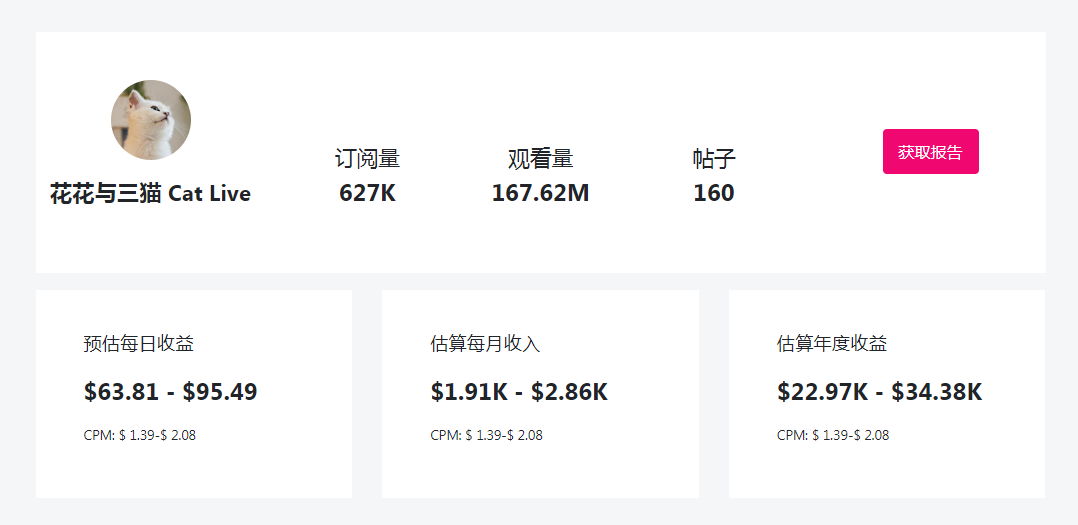 花花与三猫 Cat Live
订阅量
627K
观看量
167.62M
帖子
160
获取报告
预估每日收益
$63.81 - $95.49
CPM: $ 1.39-$ 2.08
估算每月收入
$1.91K - $2.86K
CPM: $ 1.39-$ 2.08
估算年度收益
$22.97K - $34.38K
CPM: $ 1.39-$ 2.08